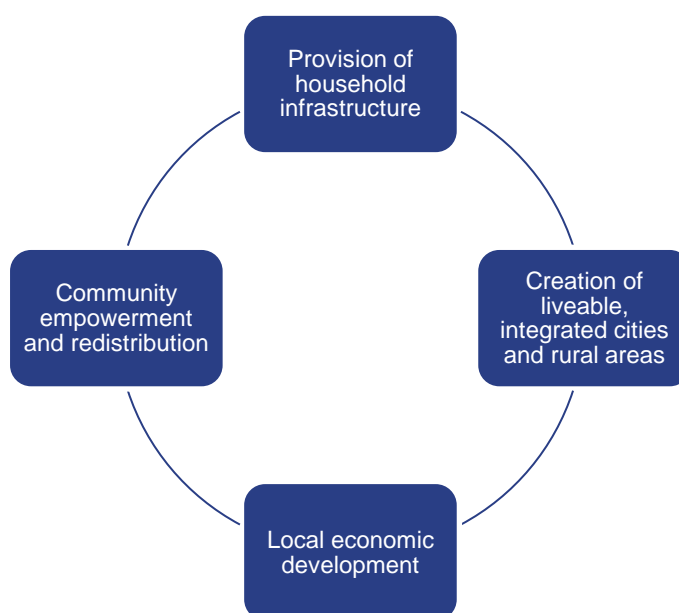 Provision of
household
infrastructure
Creation of
liveable,
integrated cities
and rural areas
Local economic
development
Community
empowerment
and redistribution